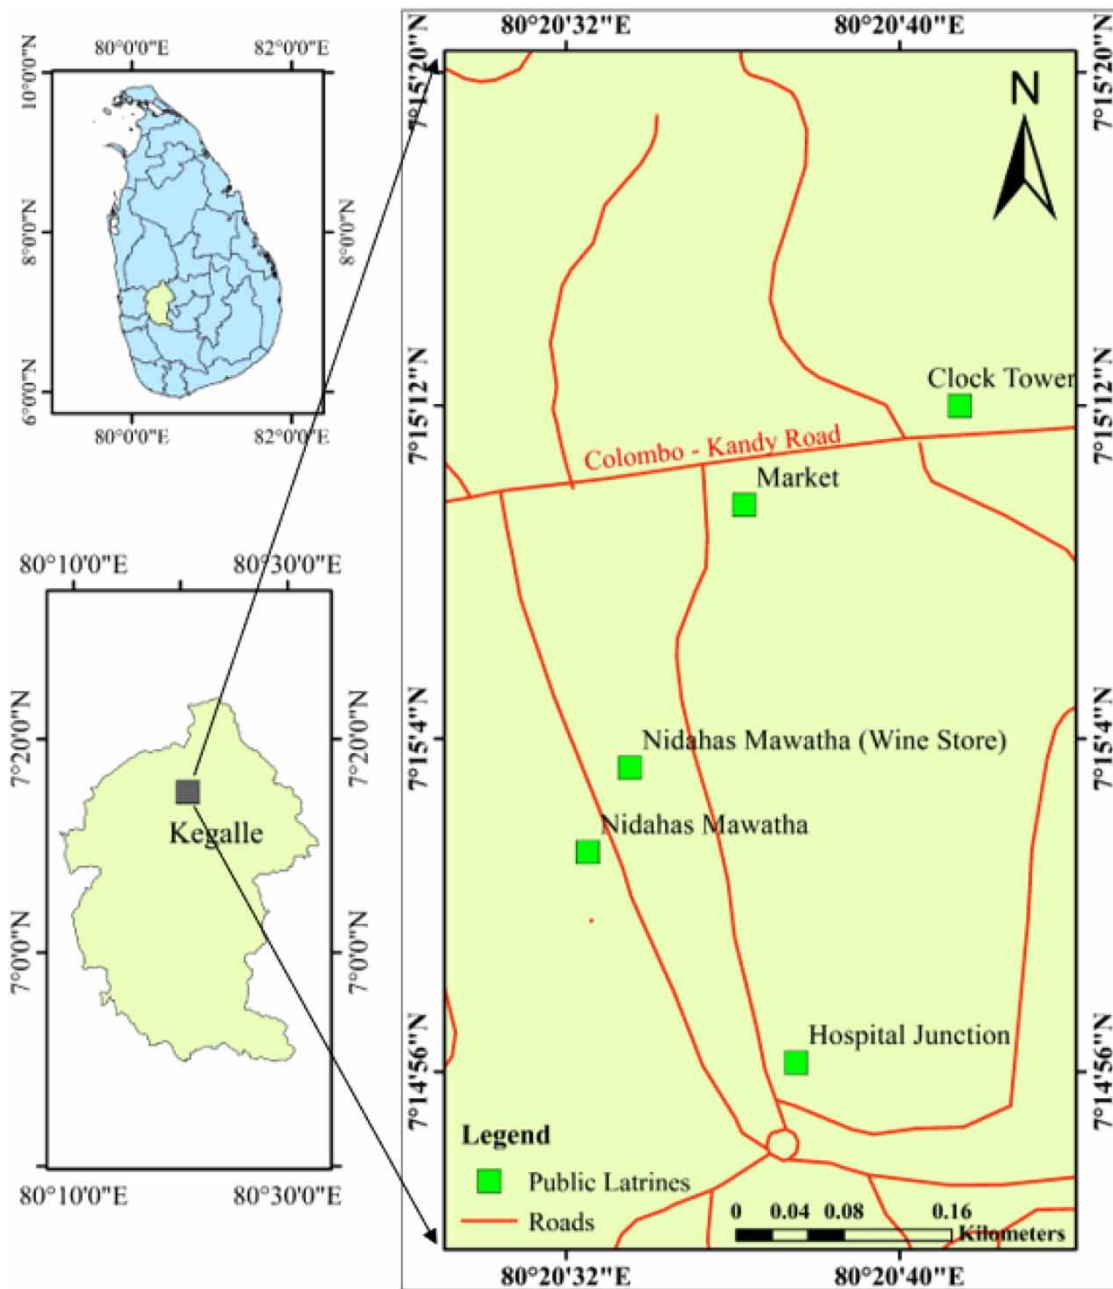 80°0'0"E 82°0'0"E
10°0'0"N
8°0'0"N
8°0'0"N
6°0'0"N
80°0'0"E 82°0'0"E
80°10'0"E 80°30'0"E
7°20'0"N
7°20'0"N
Kegalle
7°0'0"N
7°0'0"N
80°10'0"E 80°30'0"E
80°20'32"E 80°20'40"E
7°15'20"N
7°15'20"N
N
Clock Tower
7°15'12"N
7°15'12"N
Colombo - Kandy Road
Market
7°15'4"N
7°15'4"N
Nidahas Mawatha (Wine Store)
Nidahas Mawatha
Hospital Junction
7°14'56"N
7°14'56"N
Legend
Public Latrines
Roads
0 0.04 0.08 0.16
Kilometers
80°20'32"E 80°20'40"E